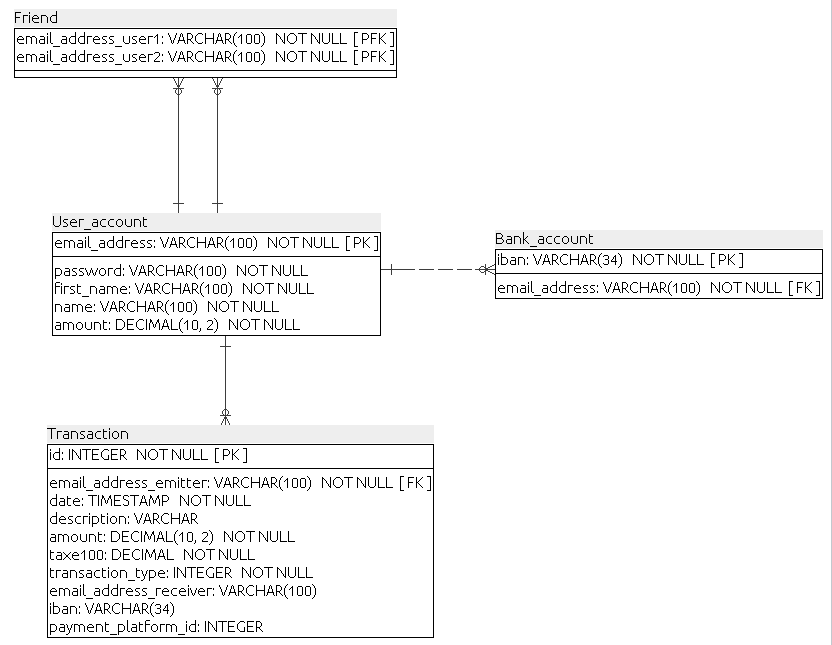 Friend
email_address_user1: VARCHAR(100) NOT NULL [PFK]
email_address_user2: VARCHAR(100) NOT NULL [PFK]
User_account
email_address: VARCHAR(100) NOT NULL [PK]
password: VARCHAR(100) NOT NULL
first_name: VARCHAR(100) NOT NULL
name: VARCHAR(100) NOT NULL
amount: DECIMAL(10, 2) NOT NULL
Bank_account
iban: VARCHAR(34) NOT NULL [PK]
email_address: VARCHAR(100) NOT NULL [FK]
Transaction
id: INTEGER NOT NULL [PK]
email_address_emitter: VARCHAR(100) NOT NULL [FK]
date: TIMESTAMP NOT NULL
description: VARCHAR
amount: DECIMAL(10, 2) NOT NULL
taxe100: DECIMAL NOT NULL
transaction_type: INTEGER NOT NULL
email_address_receiver: VARCHAR(100)
iban: VARCHAR(34)
payment_platform_id: INTEGER